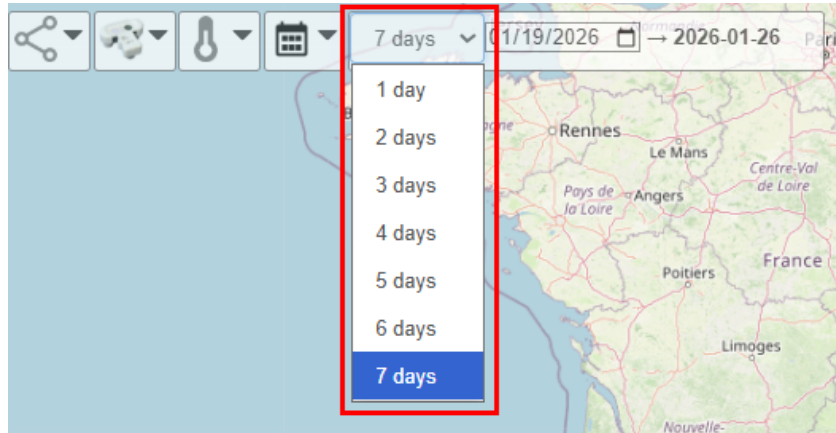 7 days
01/19/2026 → 2026-01-26
1 day
2 days
3 days
4 days
5 days
6 days
7 days
Rennes
Le Mans
Centre-Val
de Loire
Pays de
la Loire
Angers
France
Poitiers
Limoges
Nouvelle-